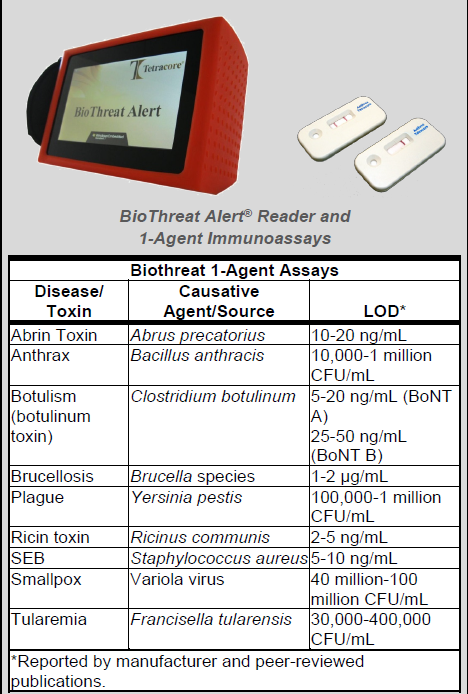 Tetracore®
BioThreat Alert
BioThreat Alert® Reader and
1-Agent Immunoassays
Biothreat 1-Agent Assays
Disease/
Toxin
Causative
Agent/Source
LOD*
Abrin Toxin
Abrus precatorius
10-20 ng/mL
Anthrax
Bacillus anthracis
10,000-1 million
CFU/mL
Botulism
(botulinum
toxin)
Clostridium botulinum
5-20 ng/mL (BoNT
A)
25-50 ng/mL
(BoNT B)
Brucellosis
Brucella species
1-2 µg/mL
Plague
Yersinia pestis
100,000-1 million
CFU/mL
Ricin toxin
Ricinus communis
2-5 ng/mL
SEB
Staphylococcus aureus
5-10 ng/mL
Smallpox
Variola virus
40 million-100
million CFU/mL
Tularemia
Francisella tularensis
30,000-400,000
CFU/mL
*Reported by manufacturer and peer-reviewed
publications.